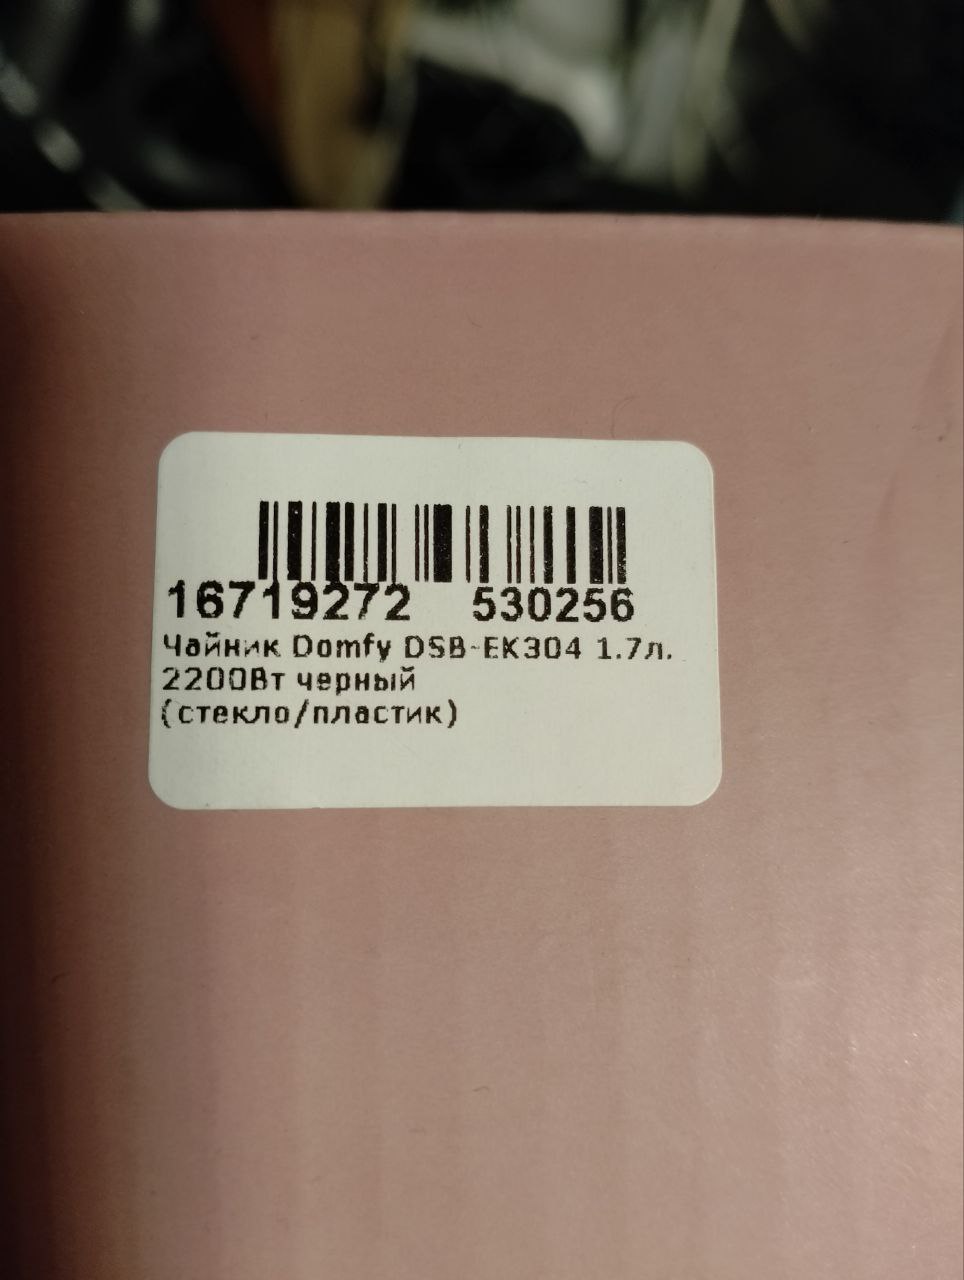 16719272 530256
Чайник Domfy DSB-EK304 1.7л.
2200Вт черный
(стекло/пластик)